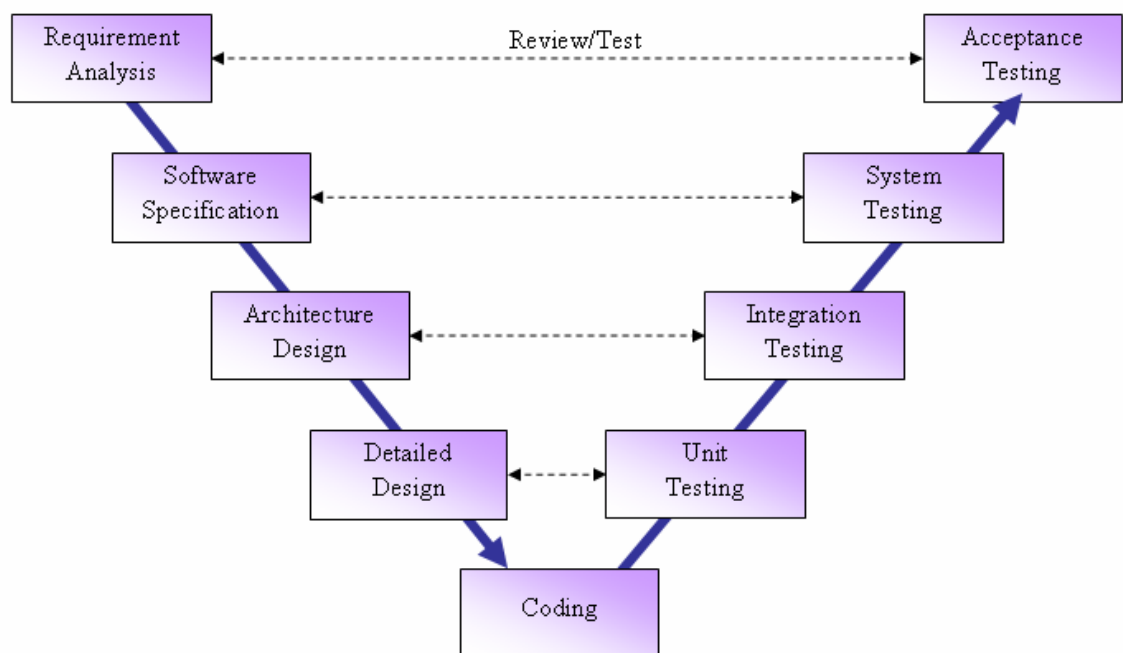 Requirement
Analysis
Review/Test
Acceptance
Testing
Software
Specification
System
Testing
Architecture
Design
Integration
Testing
Detailed
Design
Unit
Testing
Coding